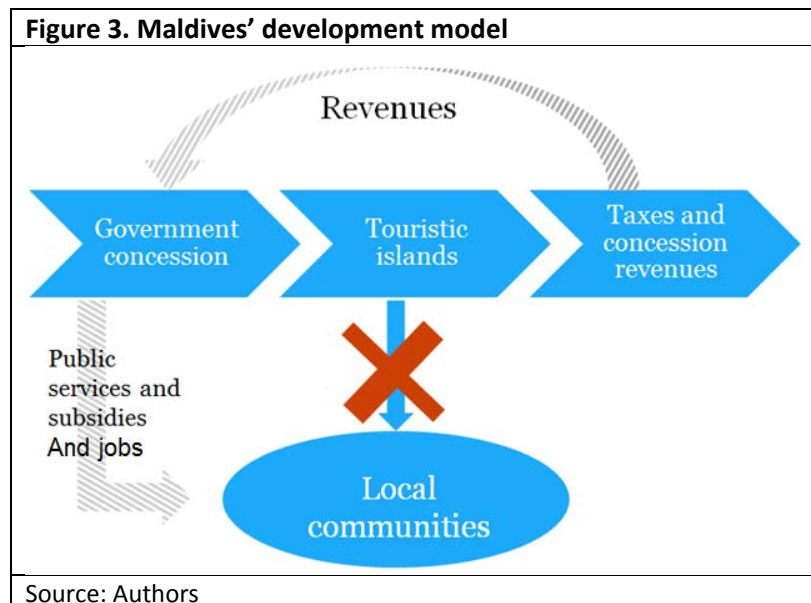 Figure 3. Maldives’ development model
Revenues
Government
concession
Touristic
islands
Taxes and
concession
revenues
Public
services and
subsidies
And jobs
Local
communities
Source: Authors